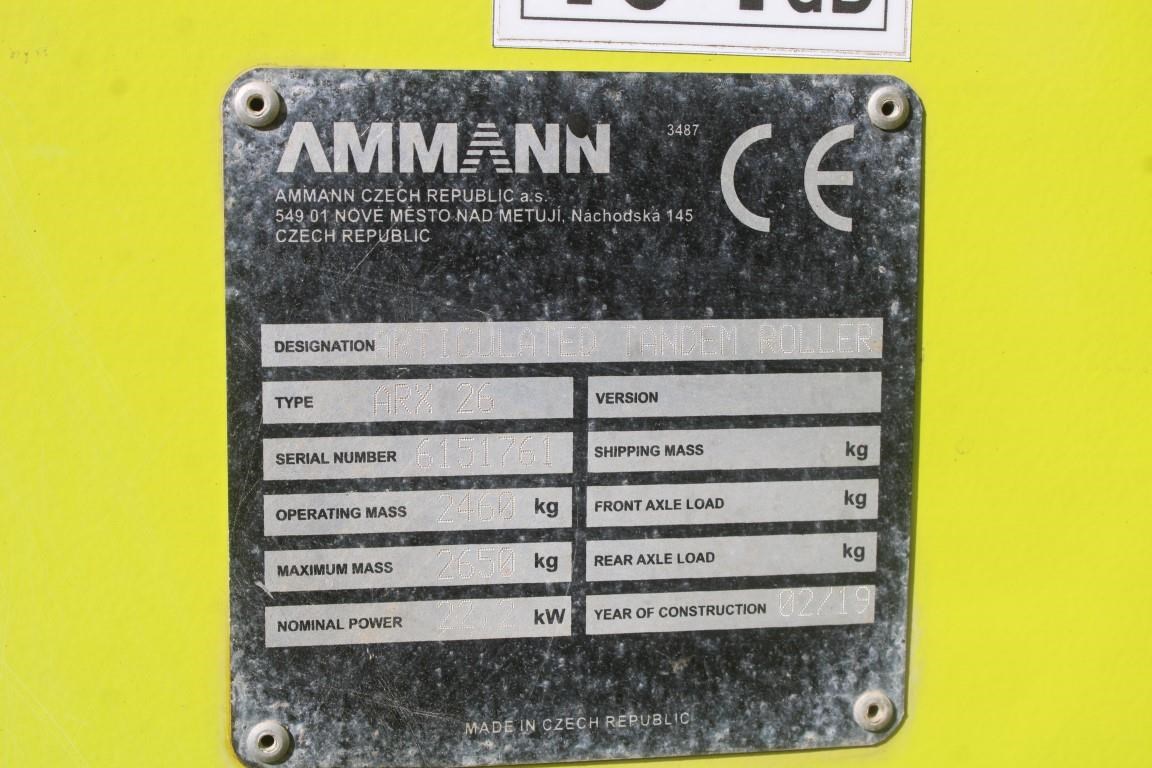 AMMANN
3487
CE
AMMANN CZECH REPUBLIC a.s.
549 01 NOVÉ MĚSTO NAD METUJÍ, Náchodská 145
CZECH REPUBLIC
DESIGNATION ARTICULATED TANDEM ROLLER
TYPE ARX 26
VERSION
SERIAL NUMBER 6151761
SHIPPING MASS kg
OPERATING MASS 2460 kg
FRONT AXLE LOAD kg
MAXIMUM MASS 2650 kg
REAR AXLE LOAD kg
NOMINAL POWER 22.2 kW
YEAR OF CONSTRUCTION 02/19
MADE IN CZECH REPUBLIC